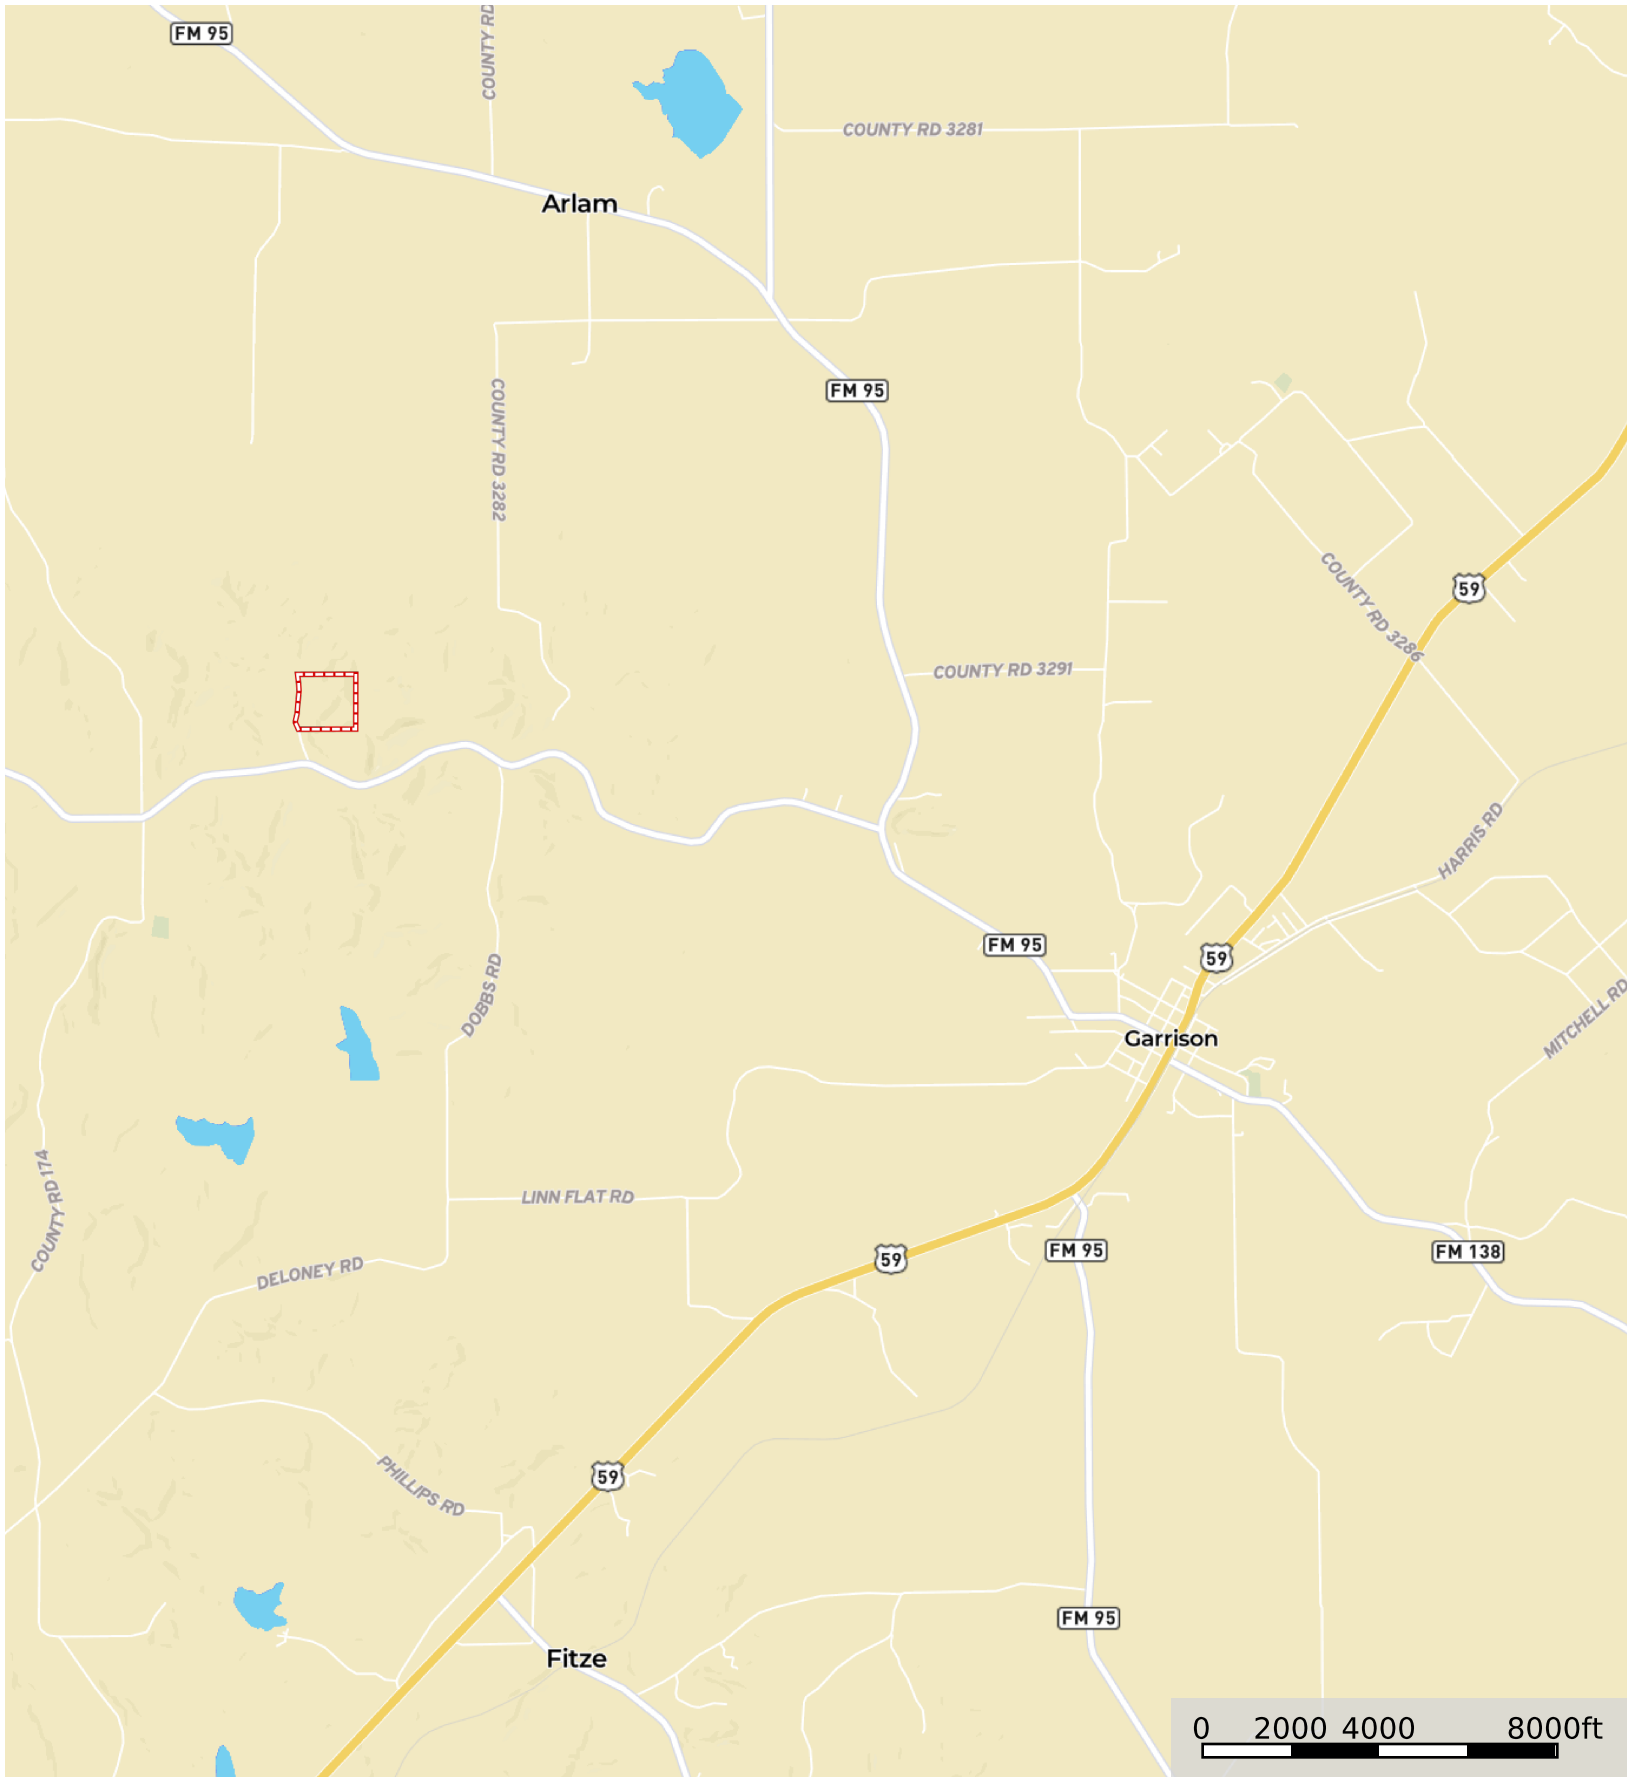 FM 95
COUNTY RD
COUNTY RD 3281
Arlam
FM 95
COUNTY RD 3282
COUNTY RD 3286
59
COUNTY RD 3291
HARRIS RD
FM 95
59
DOBBS RD
MITCHELL RD
Garrison
COUNTY RD 174
LINN FLAT RD
59
FM 95
FM 138
DELONEY RD
59
PHILLIPS RD
FM 95
Fitze
0 2000 4000 8000ft